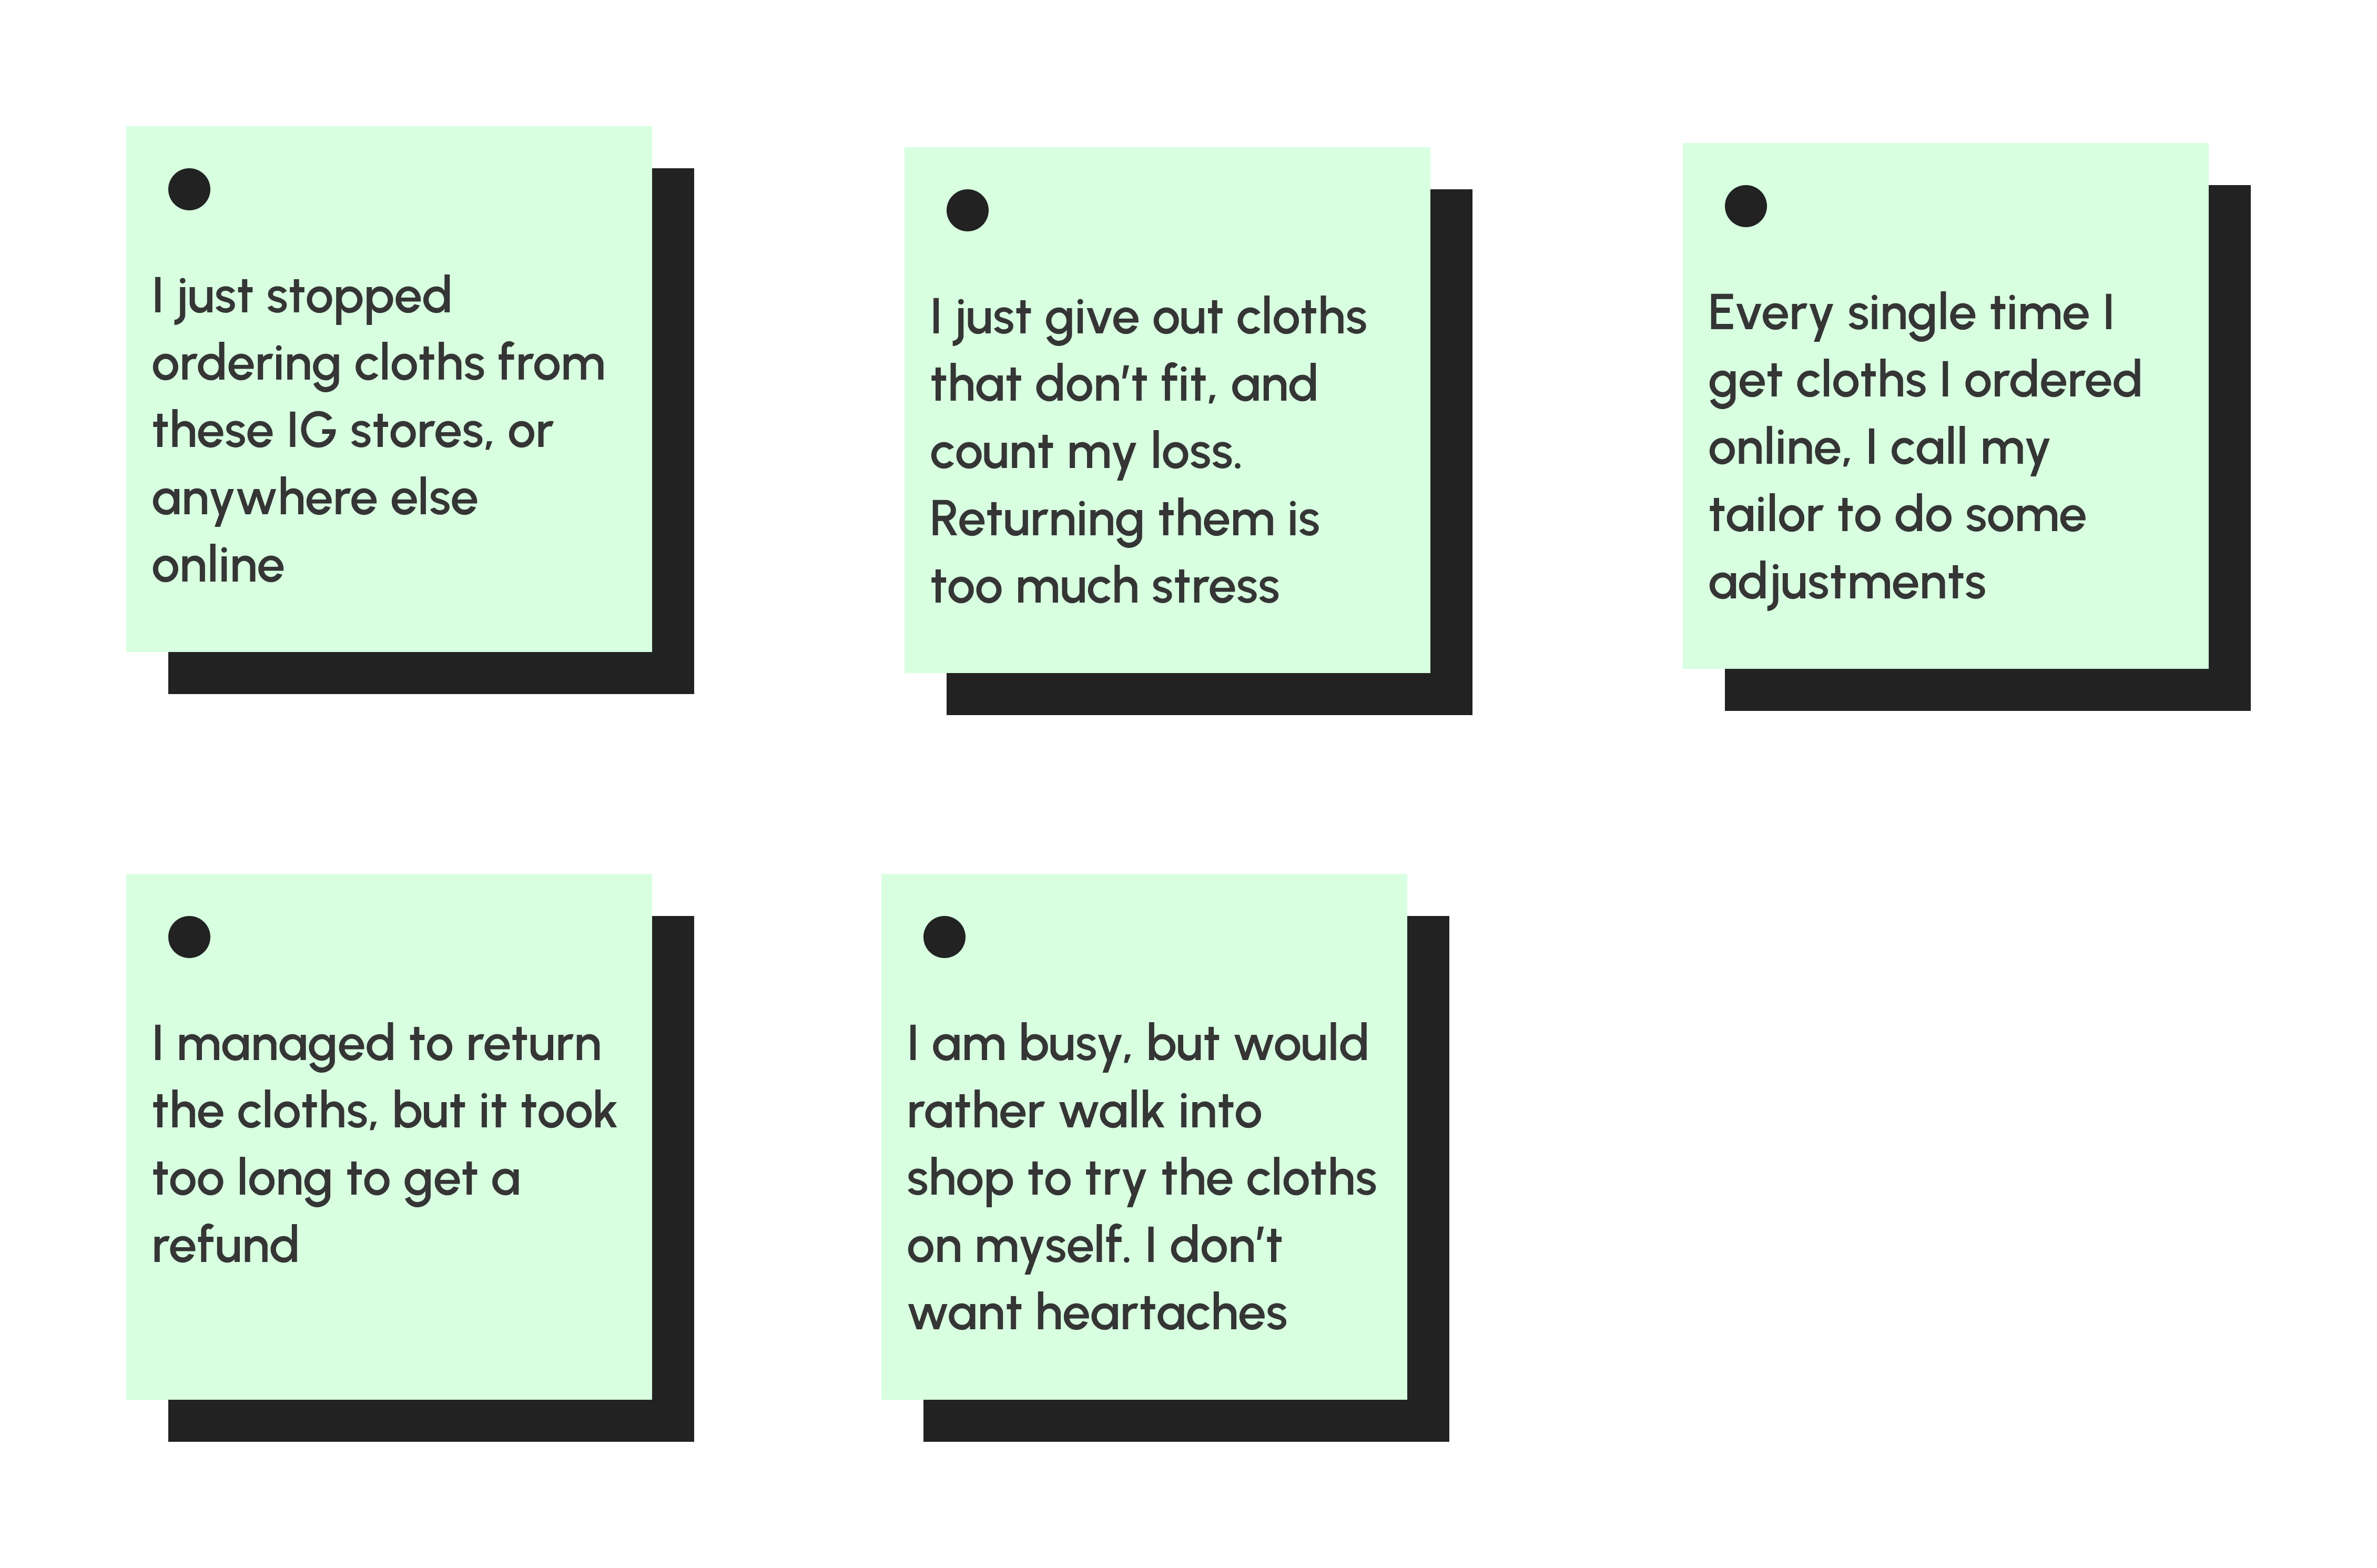 I just stopped
ordering cloths from
these IG stores, or
anywhere else
online
I just give out cloths
that don't fit, and
count my loss.
Returning them is
too much stress
Every single time I
get cloths I ordered
online, I call my
tailor to do some
adjustments
I managed to return
the cloths, but it took
too long to get a
refund
I am busy, but would
rather walk into
shop to try the cloths
on myself. I don't
want heartaches